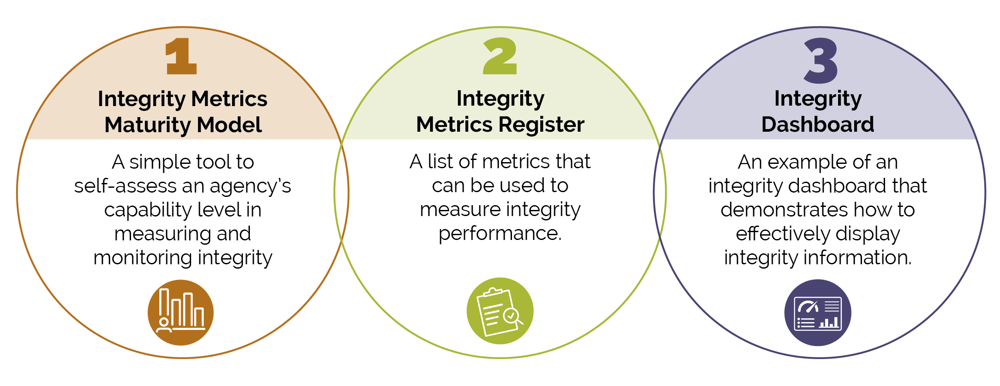 1
Integrity Metrics
Maturity Model
A simple tool to
self-assess an agency's
capability level in
measuring and
monitoring integrity
2
Integrity
Metrics Register
A list of metrics that
can be used to
measure integrity
performance.
3
Integrity
Dashboard
An example of an
integrity dashboard that
demonstrates how to
effectively display
integrity information.